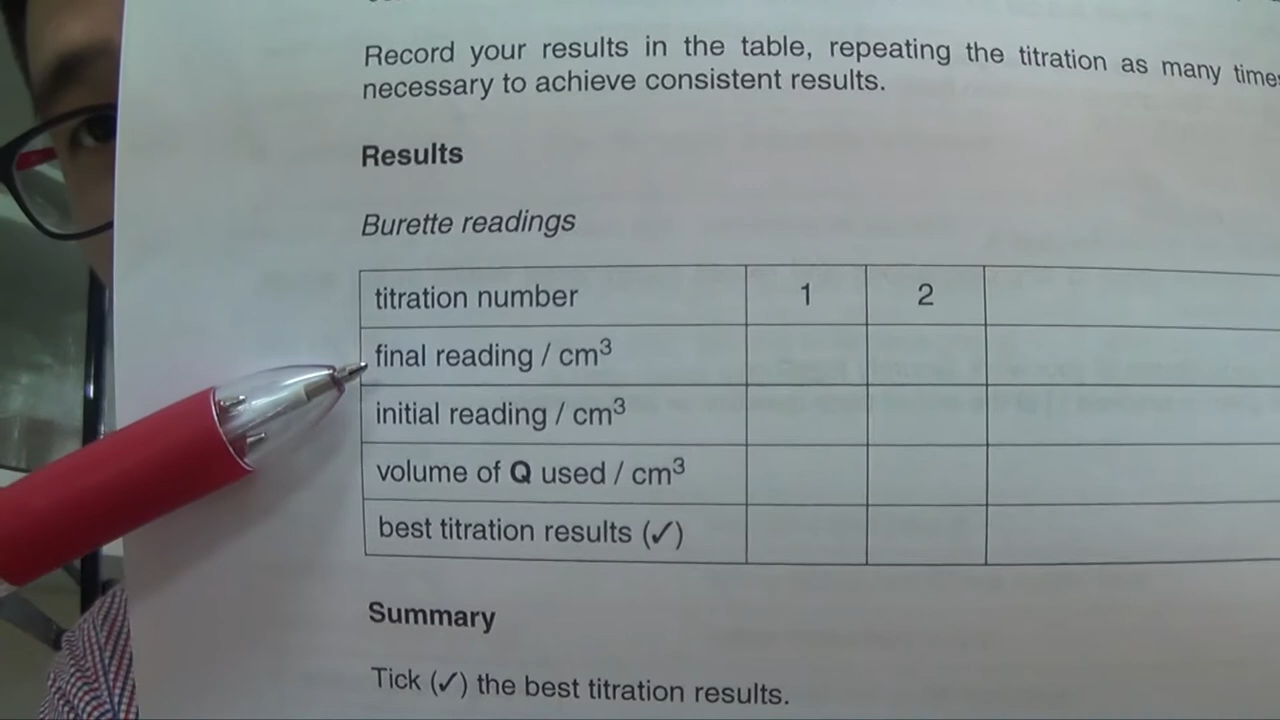 Record your results in the table, repeating the titration as many times
necessary to achieve consistent results.
Results
Burette readings
titration number 1 2
final reading / cm³
initial reading / cm³
volume of Q used / cm³
best titration results (✓)
Summary
Tick (✓) the best titration results.